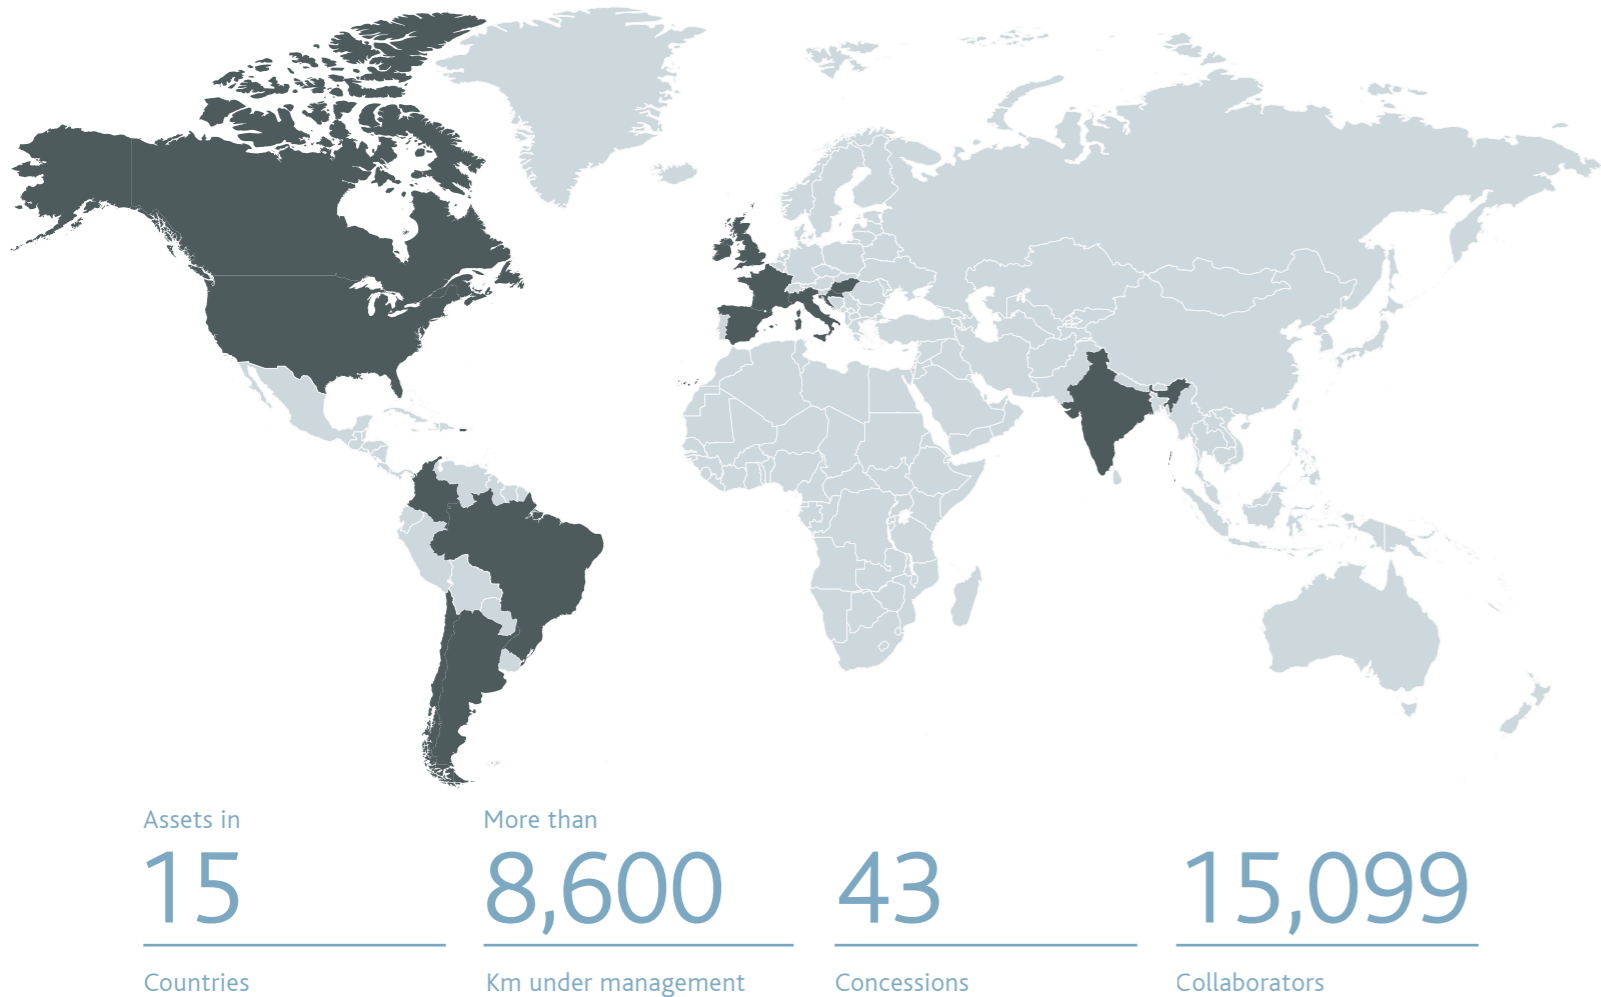 Assets in
15
Countries
More than
8,600
Km under management
43
Concessions
15,099
Collaborators